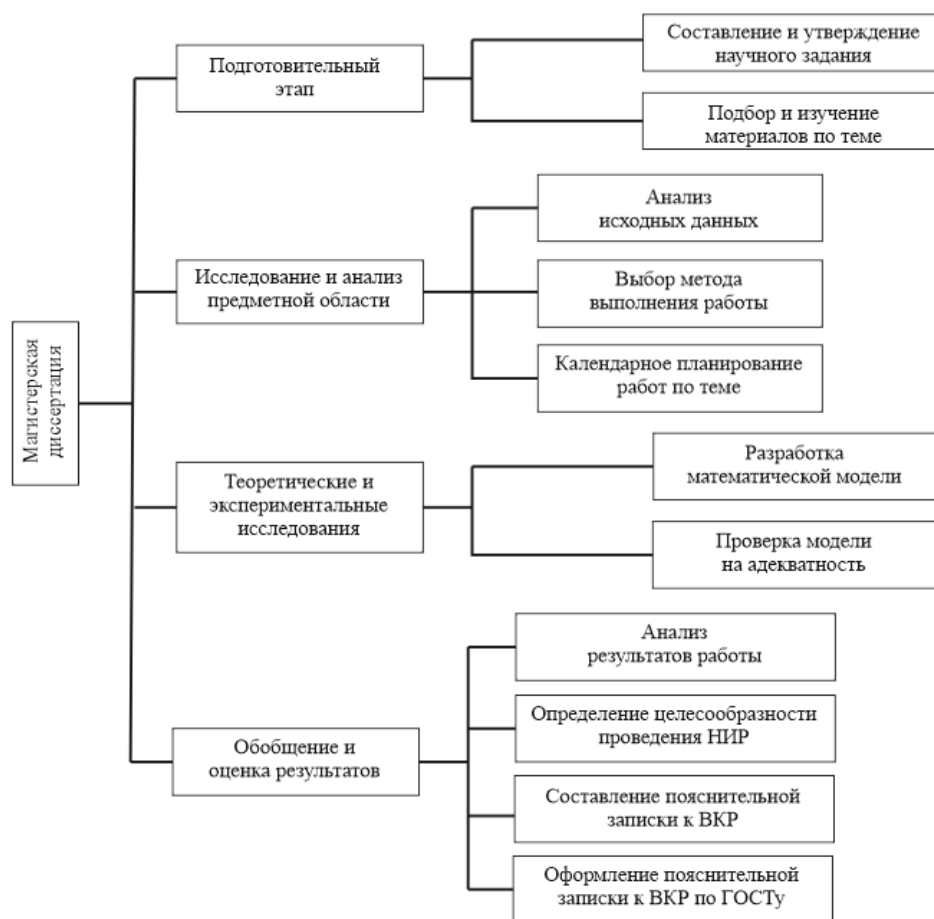 Магистерская
диссертация
Подготовительный
этап
Составление и утверждение
научного задания
Подбор и изучение
материалов по теме
Исследование и анализ
предметной области
Анализ
исходных данных
Выбор метода
выполнения работы
Календарное планирование
работ по теме
Теоретические и
экспериментальные
исследования
Разработка
математической модели
Проверка модели
на адекватность
Обобщение и
оценка результатов
Анализ
результатов работы
Определение целесообразности
проведения НИР
Составление пояснительной
записки к ВКР
Оформление пояснительной
записки к ВКР по ГОСТу